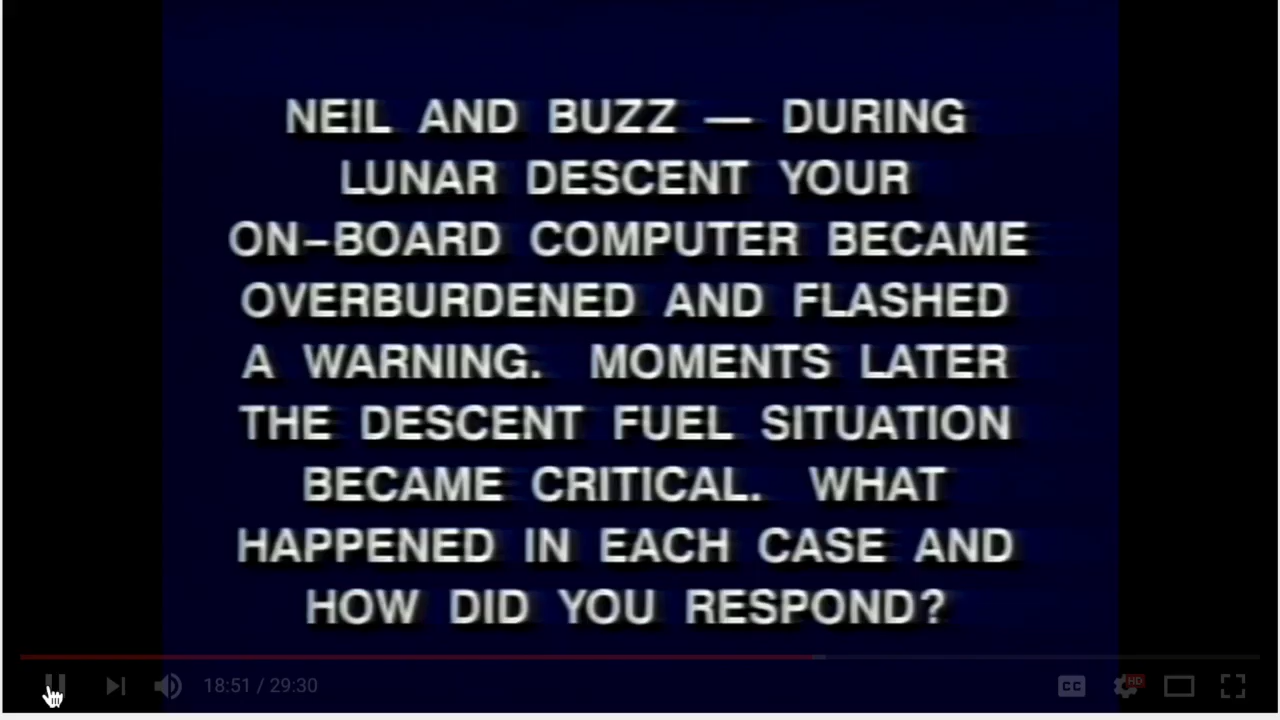 NEIL AND BUZZ — DURING
LUNAR DESCENT YOUR
ON-BOARD COMPUTER BECAME
OVERBURDENED AND FLASHED
A WARNING. MOMENTS LATER
THE DESCENT FUEL SITUATION
BECAME CRITICAL. WHAT
HAPPENED IN EACH CASE AND
HOW DID YOU RESPOND?
18:51 / 29:30
CC
HD